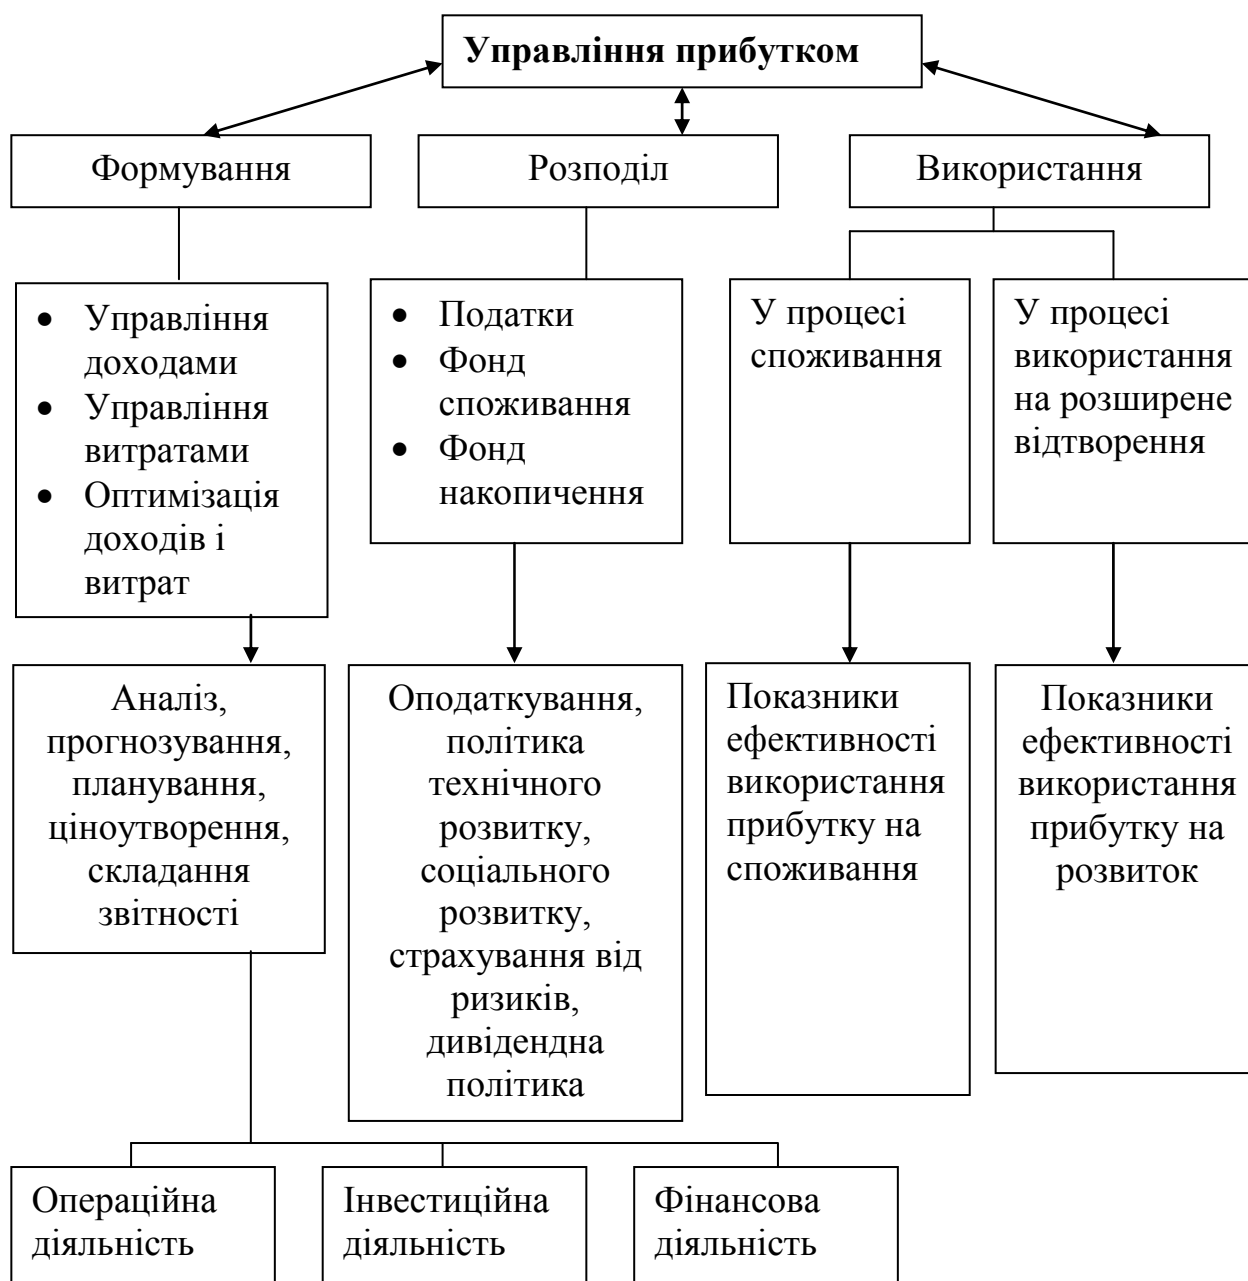 Управління прибутком
Формування
Розподіл
Використання
• Управління
доходами
• Управління
витратами
• Оптимізація
доходів і
витрат
• Податки
• Фонд
споживання
• Фонд
накопичення
У процесі
споживання
У процесі
використання
на розширене
відтворення
Аналіз,
прогнозування,
планування,
ціноутворення,
складання
звітності
Оподаткування,
політика
технічного
розвитку,
соціального
розвитку,
страхування від
ризиків,
дивідендна
політика
Показники
ефективності
використання
прибутку на
споживання
Показники
ефективності
використання
прибутку на
розвиток
Операційна
діяльність
Інвестиційна
діяльність
Фінансова
діяльність